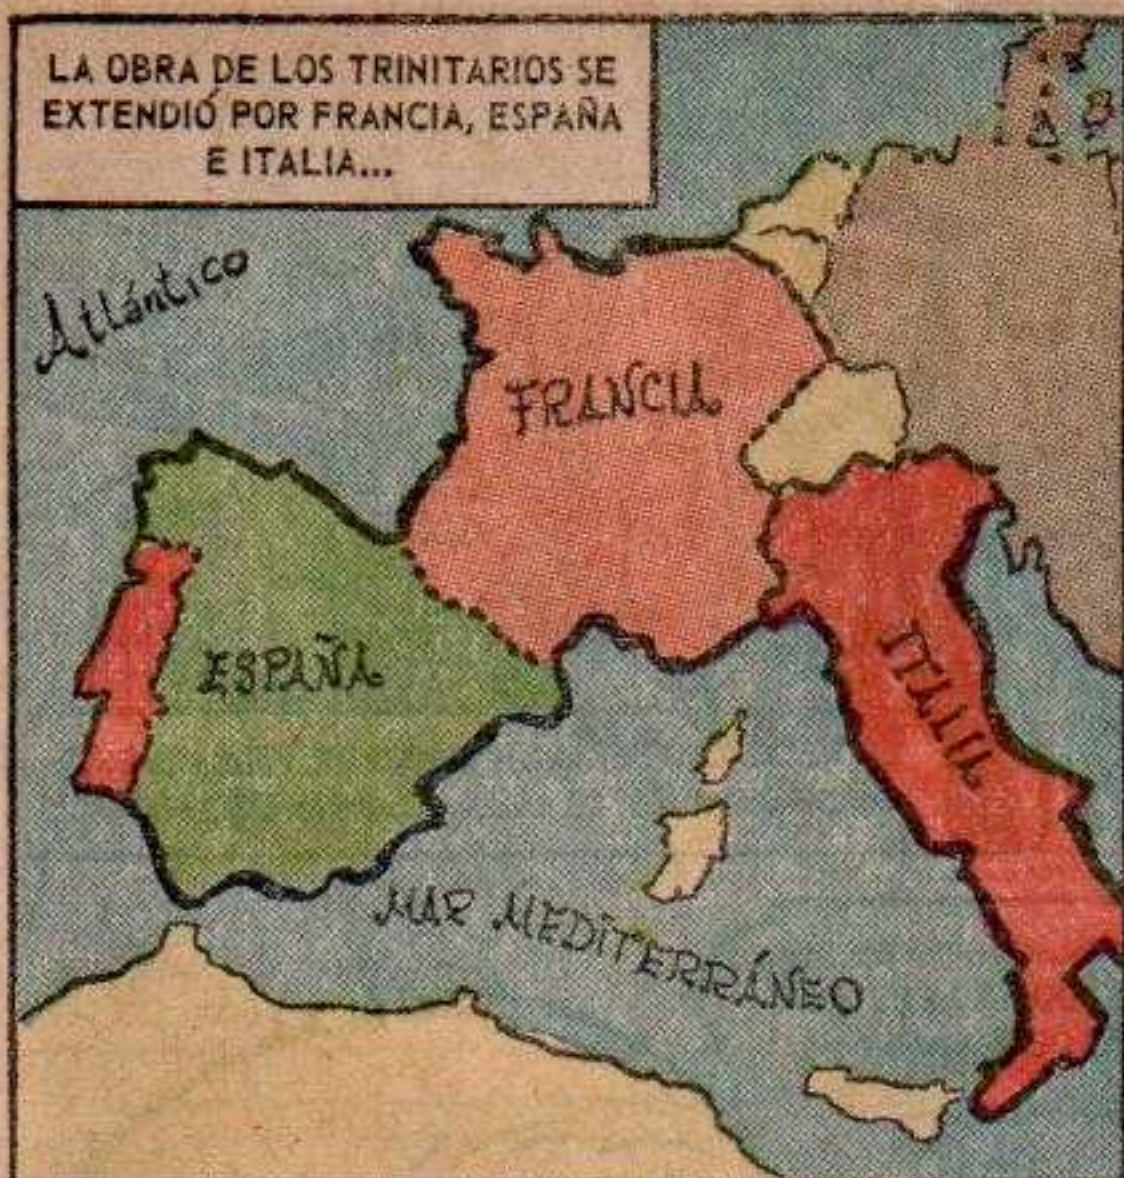 LA OBRA DE LOS TRINITARIOS SE
EXTENDIÓ POR FRANCIA, ESPAÑA
E ITALIA...
Atlántico
B
FRANCIA
ESPAÑA
ITALIA
MAR MEDITERRÁNEO